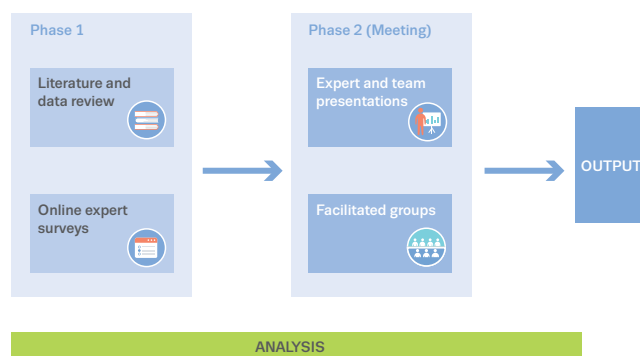 Phase 1
Literature and
data review
Online expert
surveys
Phase 2 (Meeting)
Expert and team
presentations
Facilitated groups
OUTPUT
ANALYSIS